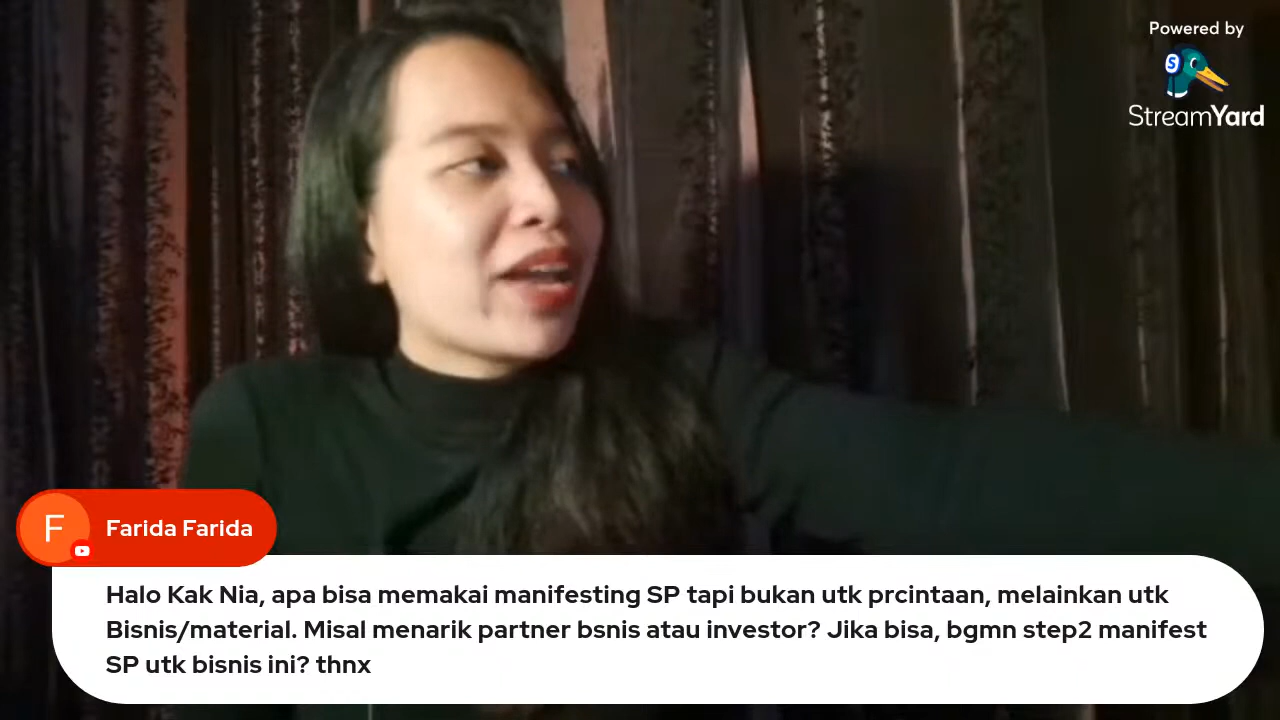 Powered by
S
StreamYard
F
Farida Farida
Halo Kak Nia, apa bisa memakai manifesting SP tapi bukan utk prcintaan, melainkan utk
Bisnis/material. Misal menarik partner bsnis atau investor? Jika bisa, bgmn step2 manifest
SP utk bisnis ini? thnx